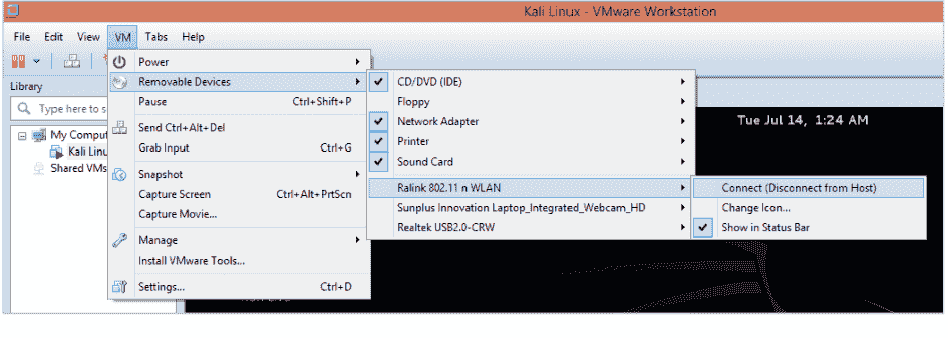 Kali Linux - VMware Workstation
File Edit View VM Tabs Help
Library
Type here to s
My Compu
Kali Linu
Shared VMs
Power
Removable Devices
Pause Ctrl+Shift+P
Send Ctrl+Alt+Del
Grab Input Ctrl+G
Snapshot
Capture Screen Ctrl+Alt+PrtScn
Capture Movie...
Manage
Install VMware Tools...
Settings... Ctrl+D
CD/DVD (IDE)
Floppy
Network Adapter
Printer
Sound Card
Ralink 802.11 n WLAN
Sunplus Innovation Laptop_Integrated_Webcam_HD
Realtek USB2.0-CRW
Connect (Disconnect from Host)
Change Icon...
Show in Status Bar
Tue Jul 14, 1:24 AM